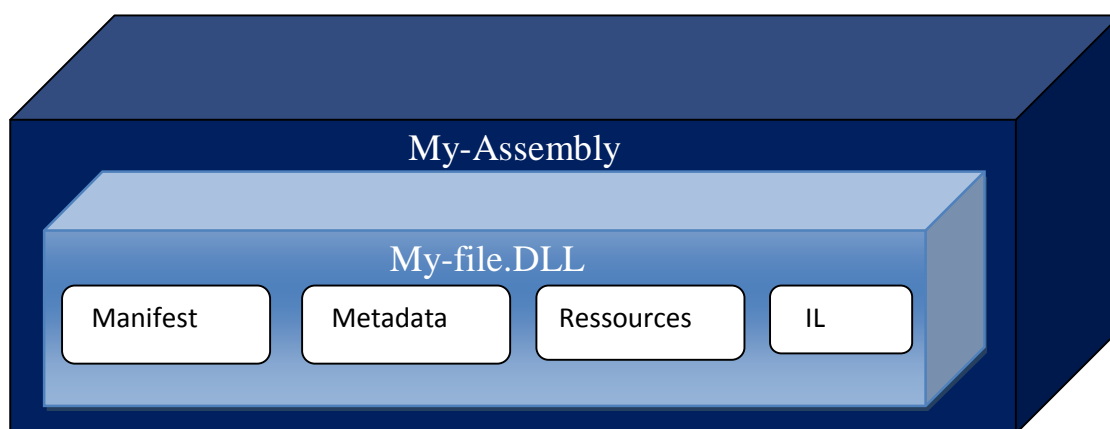 My-Assembly
My-file.DLL
Manifest
Metadata
Ressources
IL